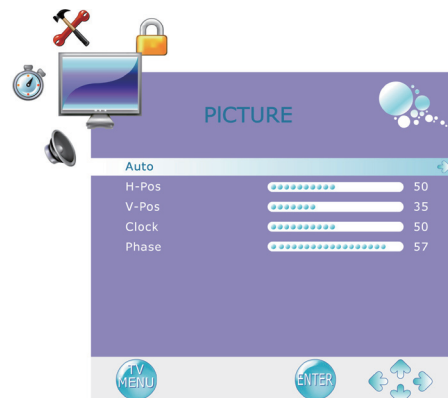 PICTURE
Auto
H-Pos 50
V-Pos 35
Clock 50
Phase 57
TV
MENU
ENTER